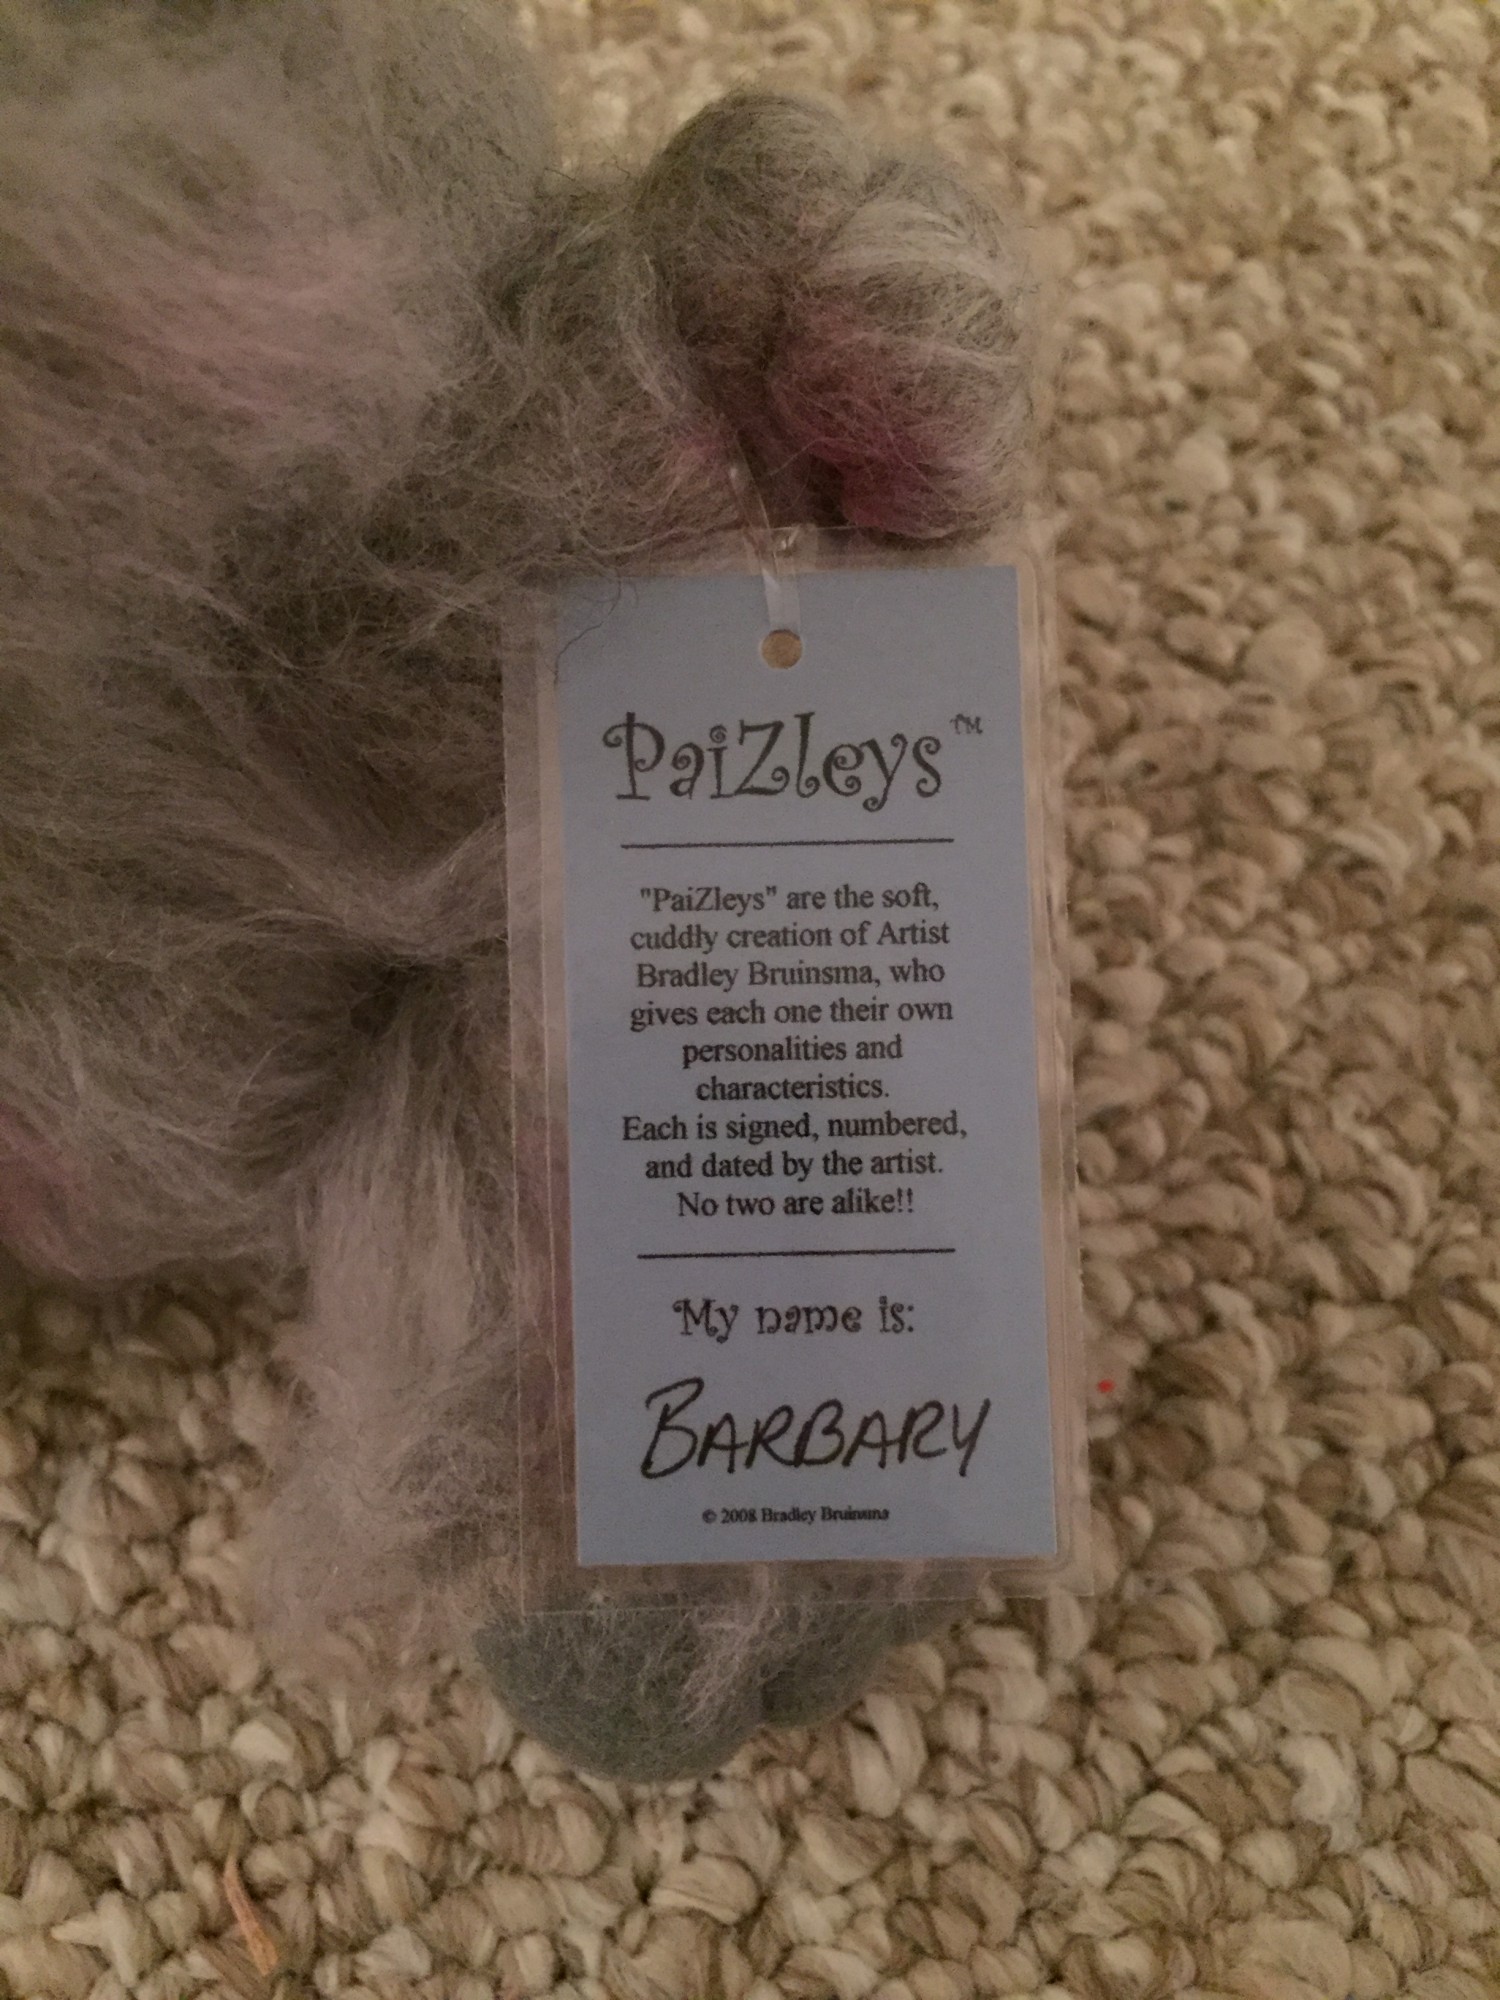 PaiZleys™
"PaiZleys" are the soft,
cuddly creation of Artist
Bradley Bruinsma, who
gives each one their own
personalities and
characteristics.
Each is signed, numbered,
and dated by the artist.
No two are alike!!
My name is:
BARBARY
© 2008 Bradley Bruinsma